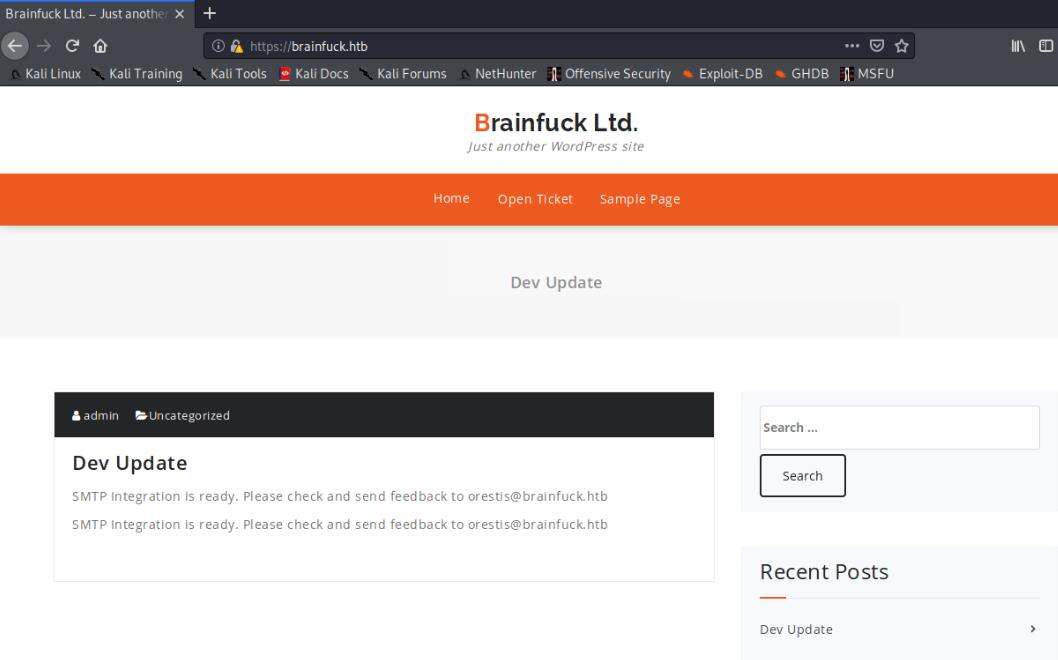 Brainfuck Ltd. – Just another
https://brainfuck.htb
Kali Linux Kali Training Kali Tools Kali Docs Kali Forums NetHunter Offensive Security Exploit-DB GHDB MSFU
Brainfuck Ltd.
Just another WordPress site
Home Open Ticket Sample Page
Dev Update
admin Uncategorized
Dev Update
SMTP Integration is ready. Please check and send feedback to orestis@brainfuck.htb
SMTP Integration is ready. Please check and send feedback to orestis@brainfuck.htb
Search ...
Search
Recent Posts
Dev Update